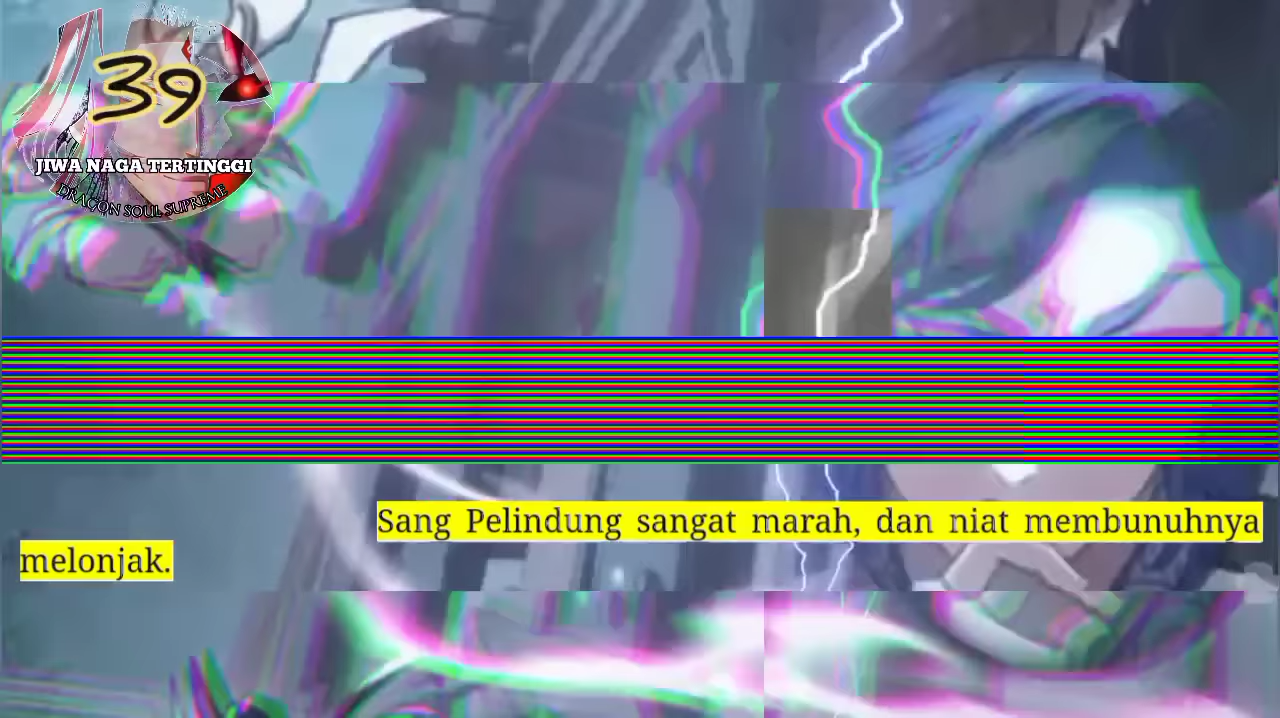 39
JIWA NAGA TERTINGGI
DRAGON SOUL SUPREME
Sang Pelindung sangat marah, dan niat membunuhnya
melonjak.